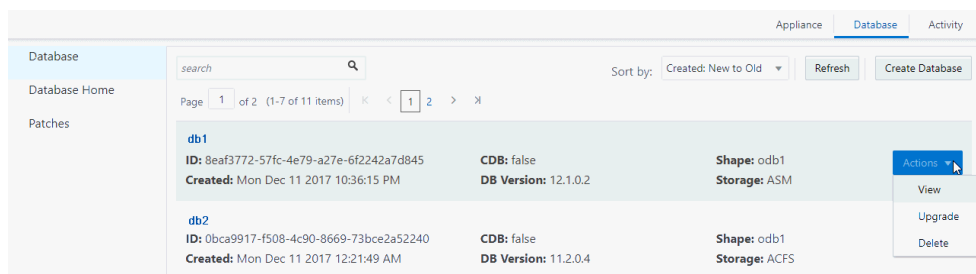 Appliance Database Activity
Database
Database Home
Patches
search
Sort by: Created: New to Old Refresh Create Database
Page 1 of 2 (1-7 of 11 items) 1 2
db1
ID: 8eaf3772-57fc-4e79-a27e-6f2242a7d845 CDB: false Shape: odb1
Created: Mon Dec 11 2017 10:36:15 PM DB Version: 12.1.0.2 Storage: ASM
Actions
View
Upgrade
Delete
db2
ID: 0bca9917-f508-4c90-8669-73bce2a52240 CDB: false Shape: odb1
Created: Mon Dec 11 2017 12:21:49 AM DB Version: 11.2.0.4 Storage: ACFS